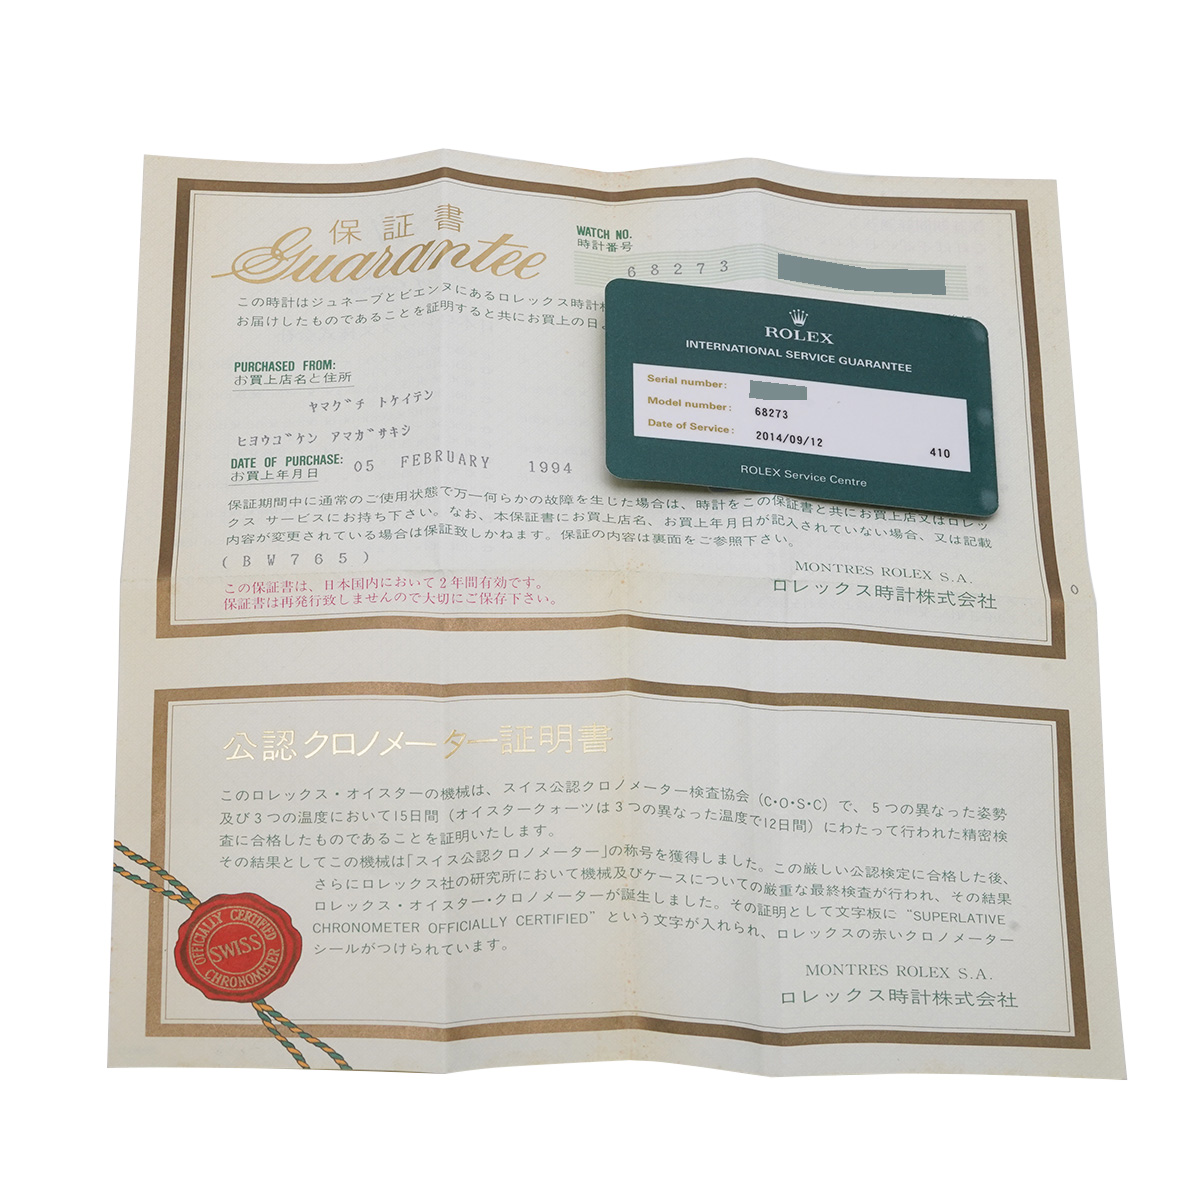 保証書
Guarantee
WATCH NO.
時計番号
68273
この時計はジュネーブとビエンヌにあるロレックス時計
お届けしたものであることを証明すると共にお買上の日
PURCHASED FROM:
お買上店名と住所
ヤマグチ トケイテン
ヒョウゴケン アマガサキシ
DATE OF PURCHASE:
お買上年月日
05 FEBRUARY 1994
ROLEX
INTERNATIONAL SERVICE GUARANTEE
Serial number:
Model number: 68273
Date of Service: 2014/09/12 410
ROLEX Service Centre
保証期間中に通常のご使用状態で万一何らかの故障を生じた場合は、時計をこの保証書と共にお買上店又はロレッ
クス サービスにお持ち下さい。なお、本保証書にお買上店名、お買上年月日が記入されていない場合、又は記載
内容が変更されている場合は保証致しかねます。保証の内容は裏面をご参照下さい。
(BW765)
この保証書は、日本国内において2年間有効です。
保証書は再発行致しませんので大切にご保存下さい。
MONTRES ROLEX S.A.
ロレックス時計株式会社
公認クロノメーター証明書
このロレックス・オイスターの機械は、スイス公認クロノメーター検査協会(C・O・S・C)で、5つの異なった姿勢
及び3つの温度において15日間(オイスタークォーツは3つの異なった温度で12日間)にわたって行われた精密検
査に合格したものであることを証明いたします。
その結果としてこの機械は「スイス公認クロノメーター」の称号を獲得しました。この厳しい公認検定に合格した後、
さらにロレックス社の研究所において機械及びケースについての厳重な最終検査が行われ、その結果
ロレックス・オイスター・クロノメーターが誕生しました。その証明として文字板に "SUPERLATIVE
CHRONOMETER OFFICIALLY CERTIFIED" という文字が入れられ、ロレックスの赤いクロノメーター
シールがつけられています。
OFFICIALLY CERTIFIED
SWISS
CHRONOMETER
MONTRES ROLEX S.A.
ロレックス時計株式会社